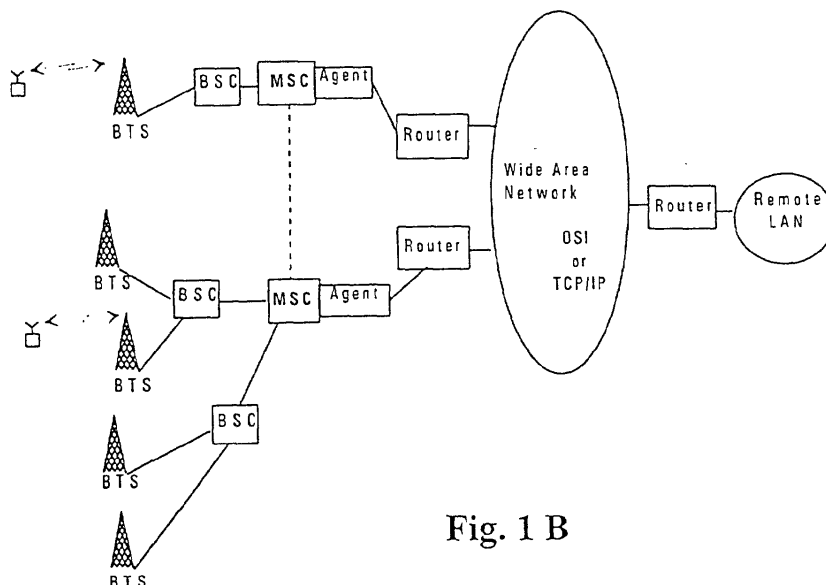 BTS
BSC
MSC
Agent
Router
Wide Area
Network
OSI
or
TCP/IP
Router
Remote
LAN
BTS
BSC
MSC
Agent
Router
BTS
BSC
BTS
BTS
Fig. 1 B